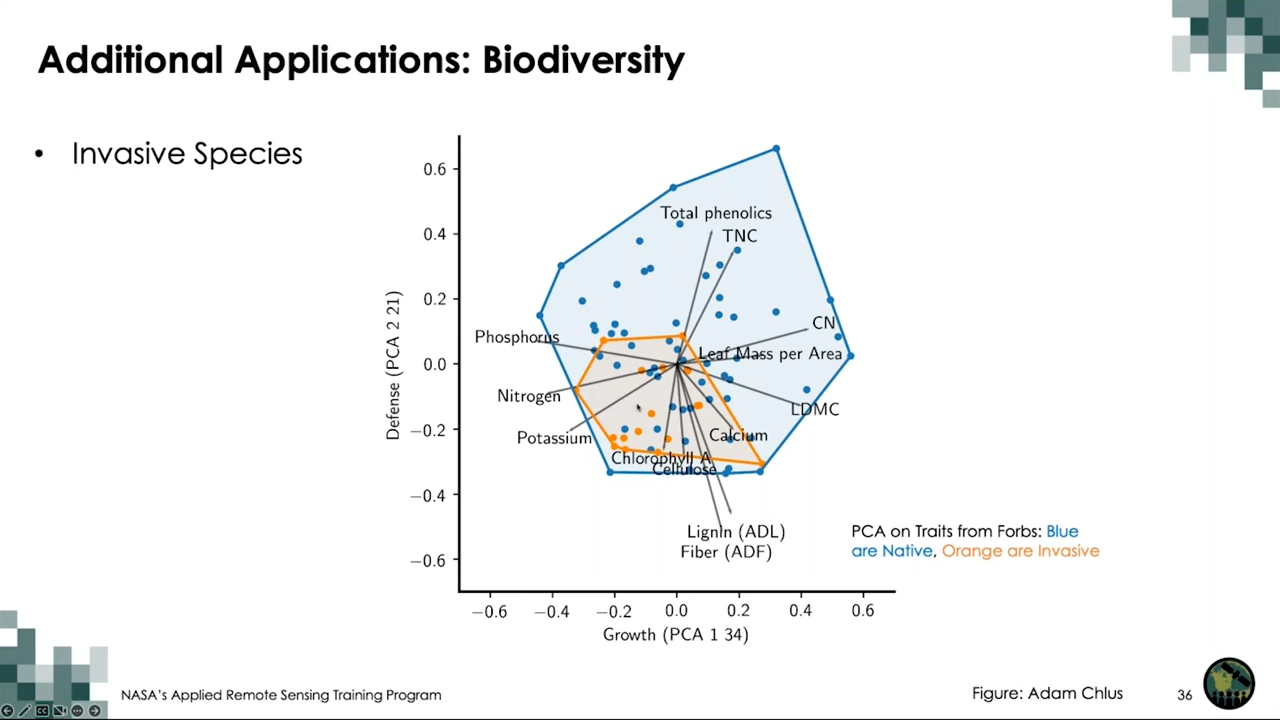 Additional Applications: Biodiversity
• Invasive Species
0.6
0.4
0.2
0.0
−0.2
−0.4
−0.6
Defense (PCA 2 21)
Total phenolics
TNC
CN
Phosphorus
Leaf Mass per Area
Nitrogen
LDMC
Potassium
Calcium
Chlorophyll A
Cellulose
Lignin (ADL)
Fiber (ADF)
−0.6 −0.4 −0.2 0.0 0.2 0.4 0.6
Growth (PCA 1 34)
PCA on Traits from Forbs: Blue
are Native, Orange are Invasive
NASA's Applied Remote Sensing Training Program
Figure: Adam Chlus
36